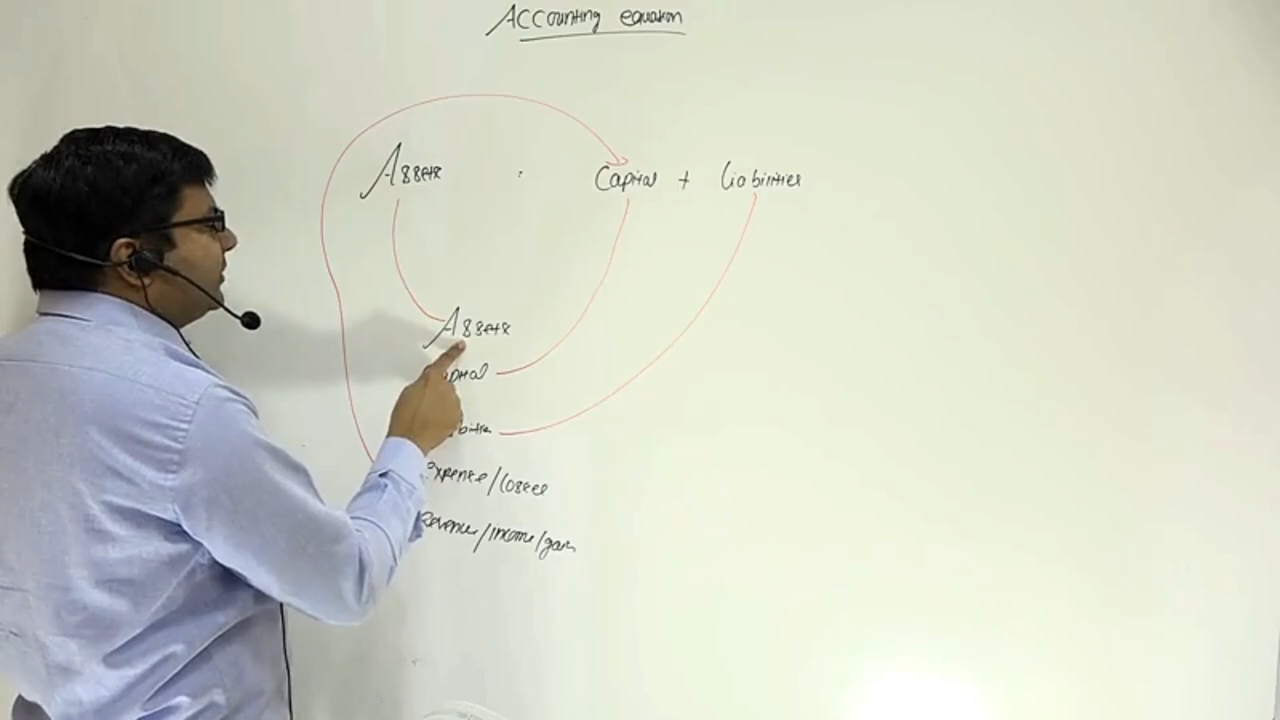 Accounting equation
Assets = Capital + Liabilities
Assets
Expense/Losses
Revenue/income/gain